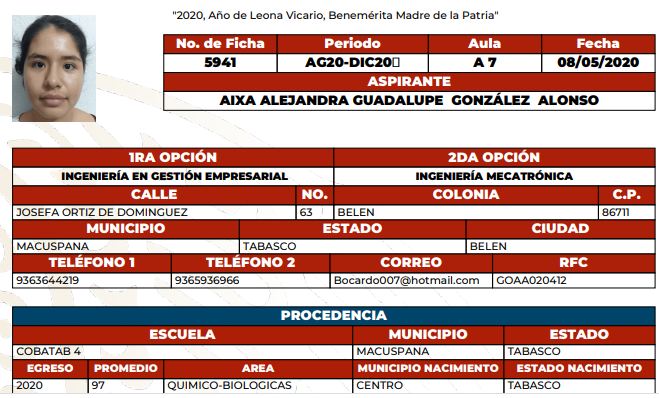 "2020, Año de Leona Vicario, Benemérita Madre de la Patria"
No. de Ficha Periodo Aula Fecha
5941 AG20-DIC20 A 7 08/05/2020
ASPIRANTE
AIXA ALEJANDRA GUADALUPE GONZÁLEZ ALONSO
1RA OPCIÓN 2DA OPCIÓN
INGENIERÍA EN GESTIÓN EMPRESARIAL INGENIERÍA MECATRÓNICA
CALLE NO. COLONIA C.P.
JOSEFA ORTIZ DE DOMINGUEZ 63 BELEN 86711
MUNICIPIO ESTADO CIUDAD
MACUSPANA TABASCO BELEN
TELÉFONO 1 TELÉFONO 2 CORREO RFC
9363644219 9365936966 Bocardo007@hotmail.com GOAA020412
PROCEDENCIA
ESCUELA MUNICIPIO ESTADO
COBATAB 4 MACUSPANA TABASCO
EGRESO PROMEDIO AREA MUNICIPIO NACIMIENTO ESTADO NACIMIENTO
2020 97 QUIMICO-BIOLOGICAS CENTRO TABASCO